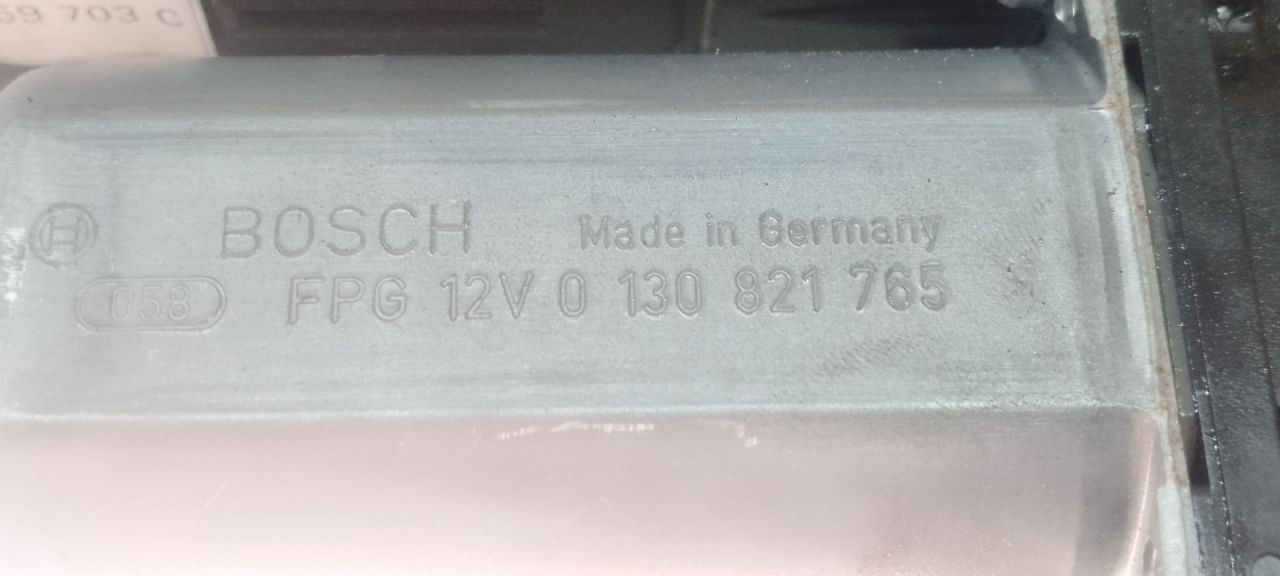 59 703 C
BOSCH Made in Germany
058 FPG 12V 0 130 821 765